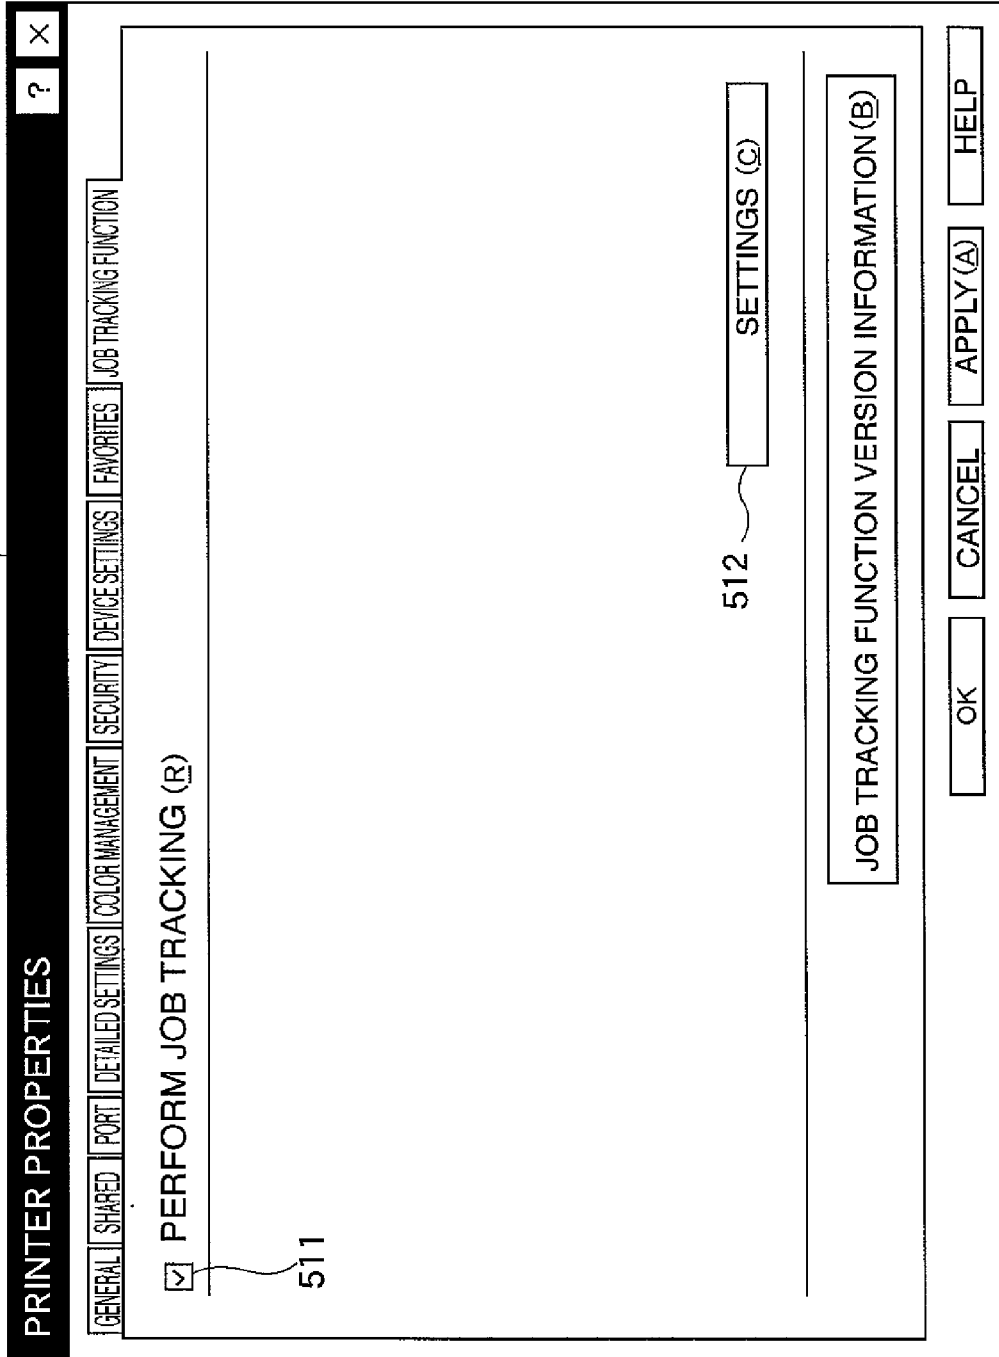 PRINTER PROPERTIES ? X
GENERAL SHARED PORT DETAILED SETTINGS COLOR MANAGEMENT SECURITY DEVICE SETTINGS FAVORITES JOB TRACKING FUNCTION
PERFORM JOB TRACKING (R)
511
512
SETTINGS (C)
JOB TRACKING FUNCTION VERSION INFORMATION (B)
OK CANCEL APPLY (A) HELP